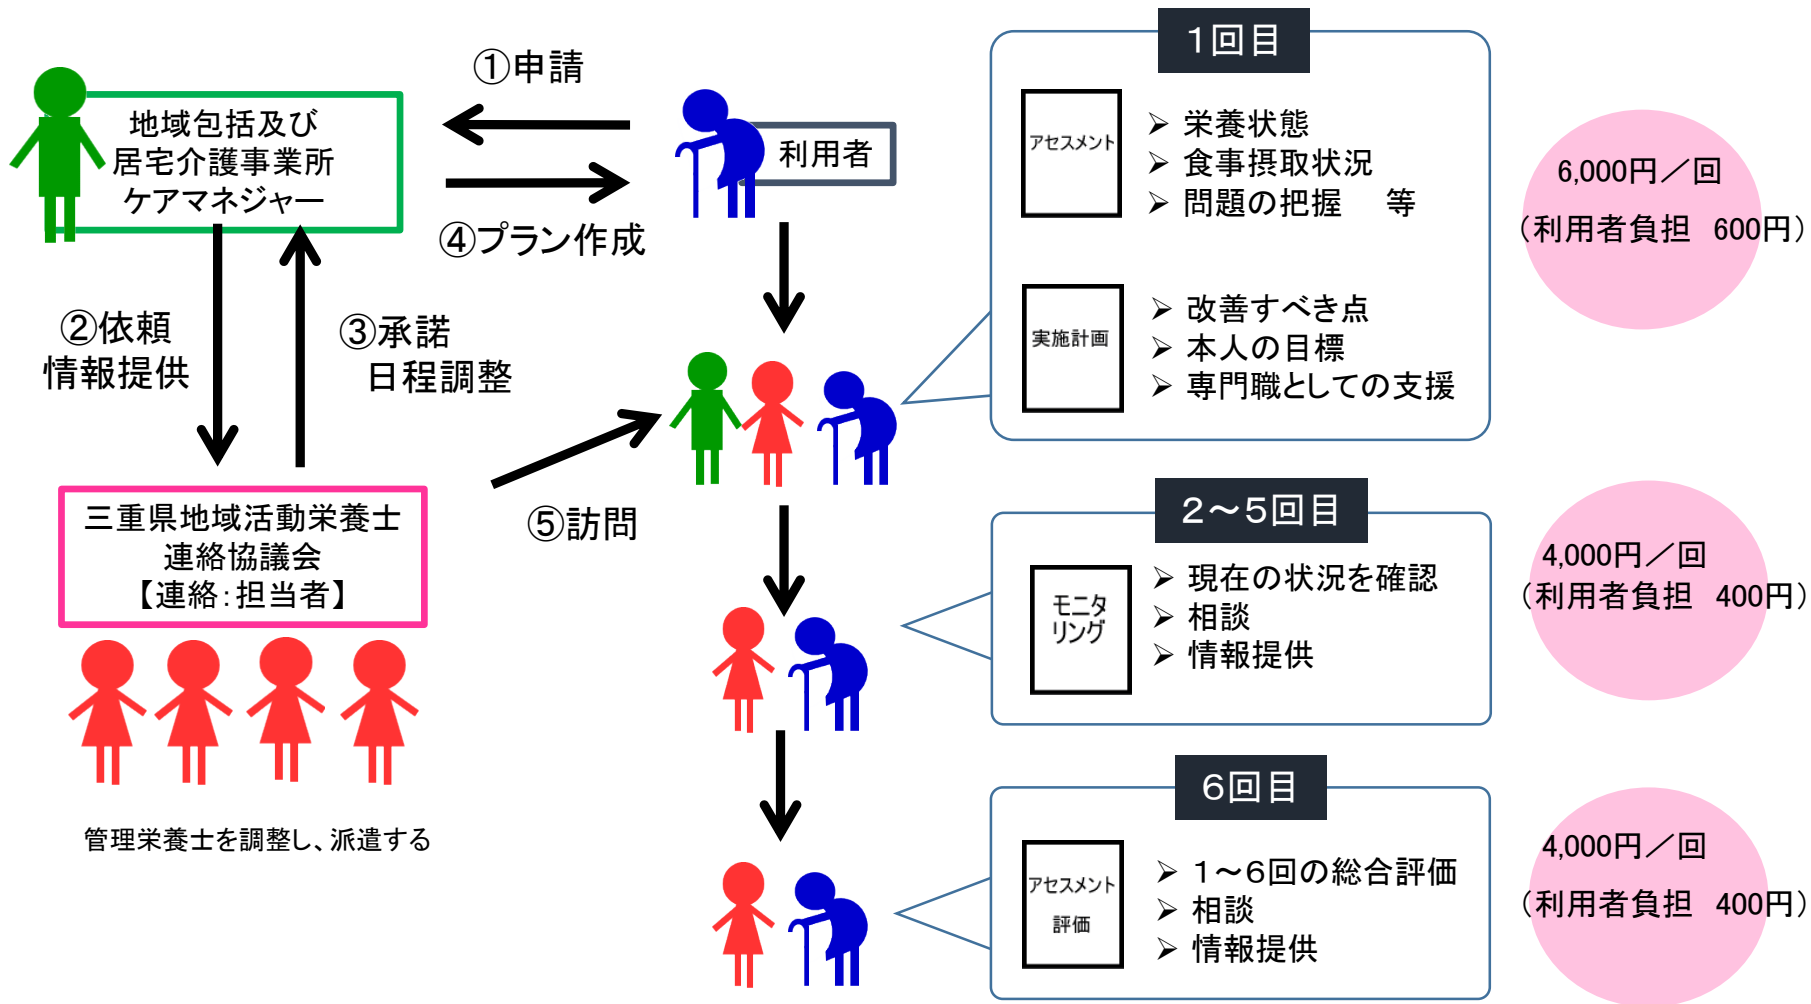 ①申請
地域包括及び
居宅介護事業所
ケアマネジャー
利用者
④プラン作成
②依頼
情報提供
③承諾
日程調整
三重県地域活動栄養士
連絡協議会
【連絡：担当者】
管理栄養士を調整し、派遣する
⑤訪問
１回目
アセスメント
➢ 栄養状態
➢ 食事摂取状況
➢ 問題の把握　等
実施計画
➢ 改善すべき点
➢ 本人の目標
➢ 専門職としての支援
6,000円／回
（利用者負担　600円）
２～５回目
モニタ
リング
➢ 現在の状況を確認
➢ 相談
➢ 情報提供
4,000円／回
（利用者負担　400円）
６回目
アセスメント
評価
➢ １～６回の総合評価
➢ 相談
➢ 情報提供
4,000円／回
（利用者負担　400円）